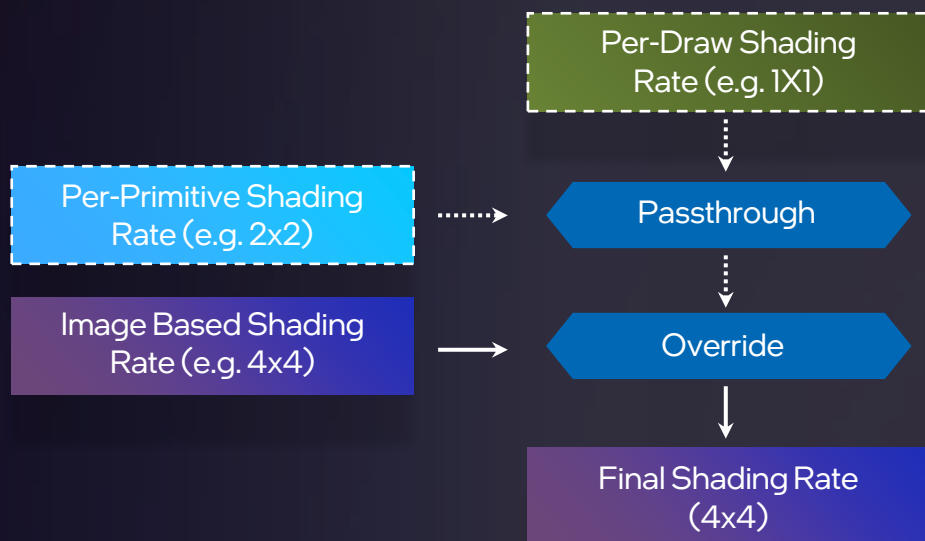 Per-Draw Shading
Rate (e.g. 1X1)
Per-Primitive Shading
Rate (e.g. 2x2)
Passthrough
Image Based Shading
Rate (e.g. 4x4)
Override
Final Shading Rate
(4x4)